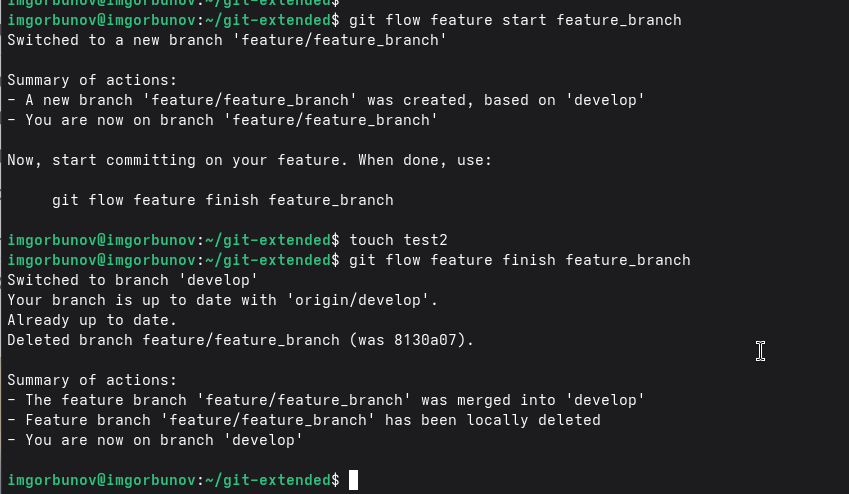 imgorbunov@imgorbunov:~/git-extended$
imgorbunov@imgorbunov:~/git-extended$ git flow feature start feature_branch
Switched to a new branch 'feature/feature_branch'
Summary of actions:
- A new branch 'feature/feature_branch' was created, based on 'develop'
- You are now on branch 'feature/feature_branch'
Now, start committing on your feature. When done, use:
git flow feature finish feature_branch
imgorbunov@imgorbunov:~/git-extended$ touch test2
imgorbunov@imgorbunov:~/git-extended$ git flow feature finish feature_branch
Switched to branch 'develop'
Your branch is up to date with 'origin/develop'.
Already up to date.
Deleted branch feature/feature_branch (was 8130a07).
Summary of actions:
- The feature branch 'feature/feature_branch' was merged into 'develop'
- Feature branch 'feature/feature_branch' has been locally deleted
- You are now on branch 'develop'
imgorbunov@imgorbunov:~/git-extended$